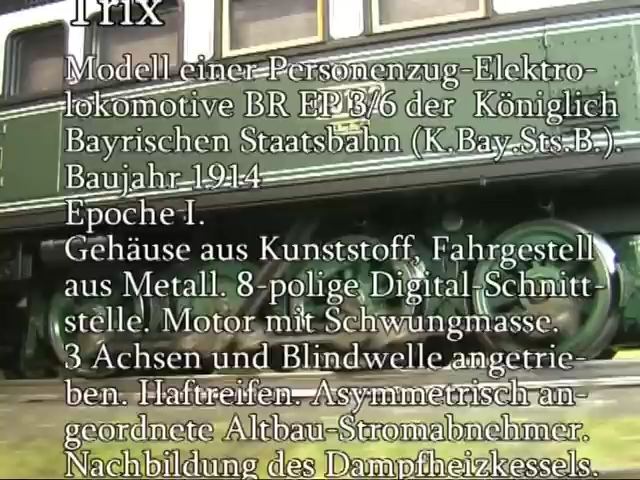 Trix
Modell einer Personenzug-Elektro-
lokomotive BR EP 3/6 der Königlich
Bayrischen Staatsbahn (K.Bay.Sts.B.).
Baujahr 1914
Epoche I.
Gehäuse aus Kunststoff, Fahrgestell
aus Metall. 8-polige Digital-Schnitt-
stelle. Motor mit Schwungmasse.
3 Achsen und Blindwelle angetrie-
ben. Haftreifen. Asymmetrisch an-
geordnete Altbau-Stromabnehmer.
Nachbildung des Dampfheizkessels.